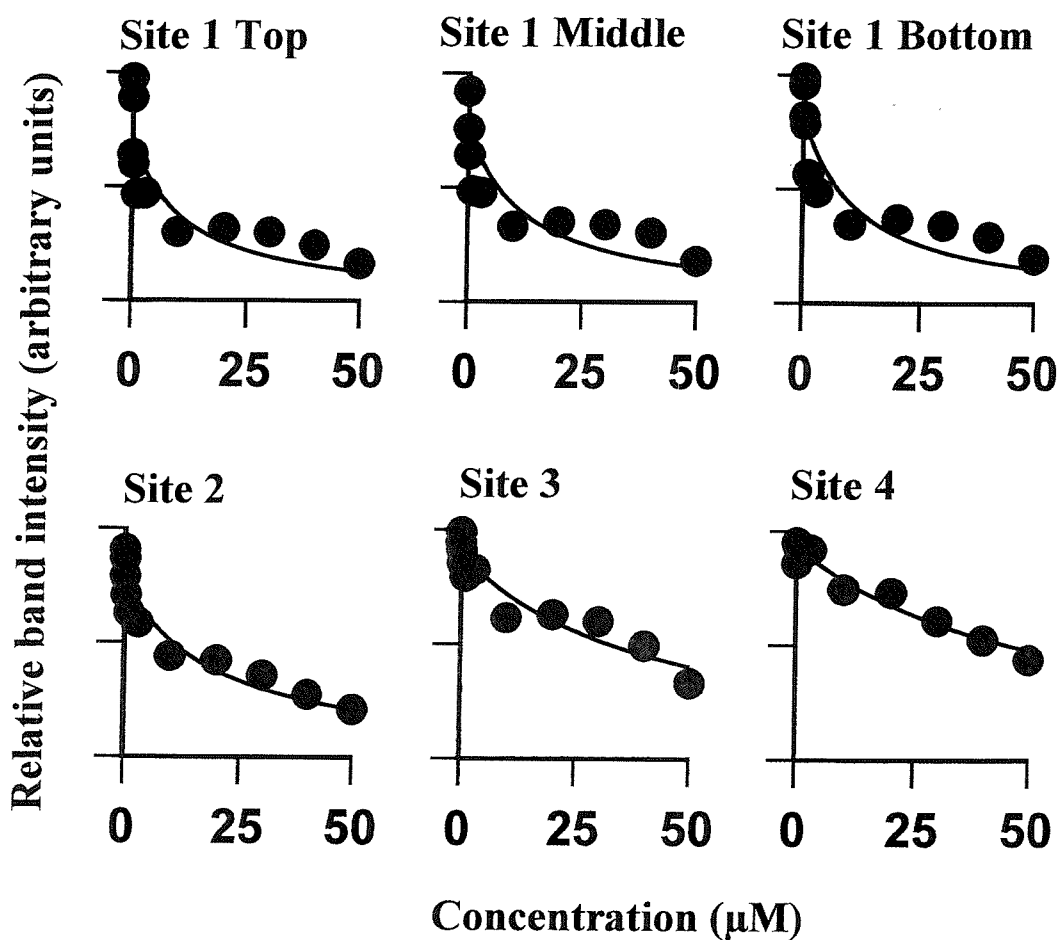 Relative band intensity (arbitrary units)
Site 1 Top
Site 1 Middle
Site 1 Bottom
0 25 50
0 25 50
0 25 50
Site 2
Site 3
Site 4
0 25 50
0 25 50
0 25 50
Concentration (µM)